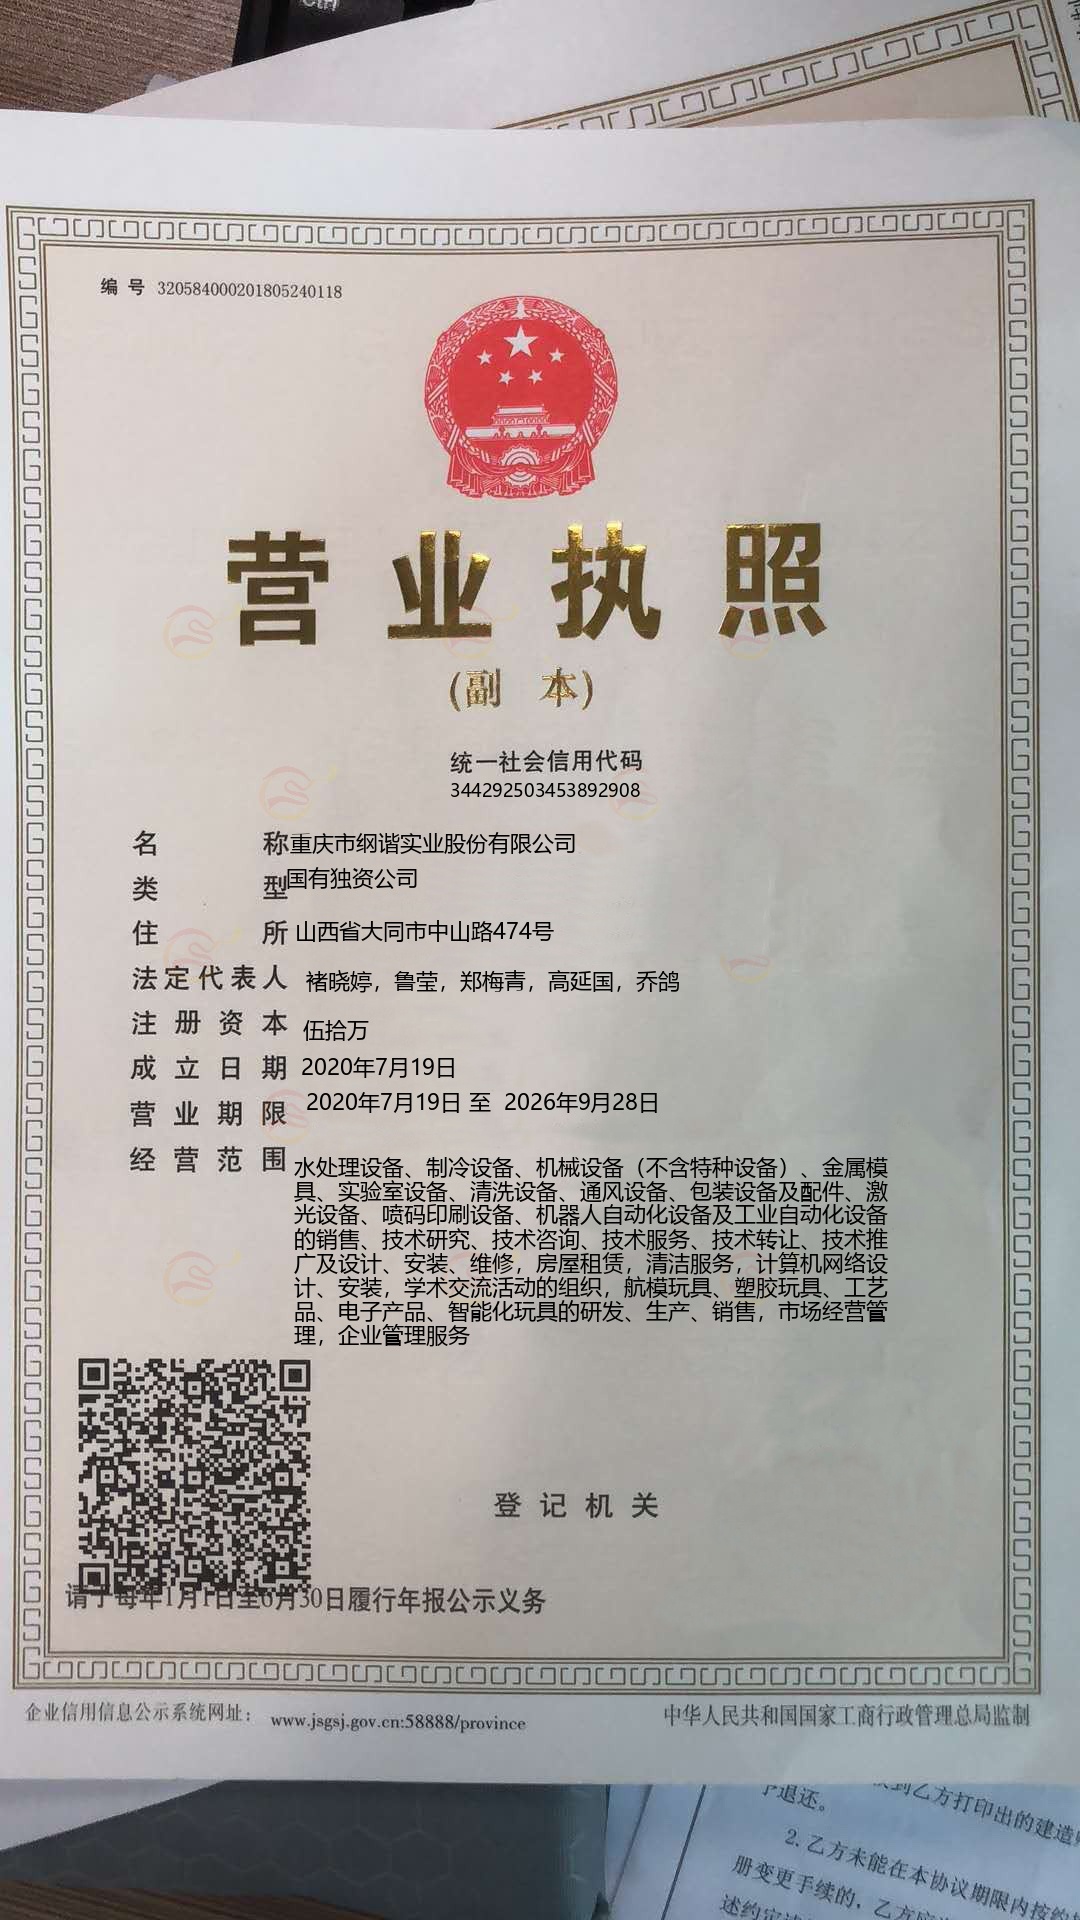 Ctrl
编号 320584000201805240118
营业执照
(副 本)
统一社会信用代码
344292503453892908
名称 重庆市纲谐实业股份有限公司
类型 国有独资公司
住所 山西省大同市中山路474号
法定代表人 褚晓婷，鲁莹，郑梅青，高延国，乔鸽
注册资本 伍拾万
成立日期 2020年7月19日
营业期限 2020年7月19日 至 2026年9月28日
经营范围 水处理设备、制冷设备、机械设备（不含特种设备）、金属模
具、实验室设备、清洗设备、通风设备、包装设备及配件、激
光设备、喷码印刷设备、机器人自动化设备及工业自动化设备
的销售、技术研究、技术咨询、技术服务、技术转让、技术推
广及设计、安装、维修，房屋租赁，清洁服务，计算机网络设
计、安装，学术交流活动的组织，航模玩具、塑胶玩具、工艺
品、电子产品、智能化玩具的研发、生产、销售，市场经营管
理，企业管理服务
登记机关
请于每年1月1日至6月30日履行年报公示义务
企业信用信息公示系统网址： www.jsgsj.gov.cn:58888/province
中华人民共和国国家工商行政管理总局监制
到乙方打印出的建造
退还。
2.乙方未能在本协议期限内按约
册变更手续的，乙方应
述约定